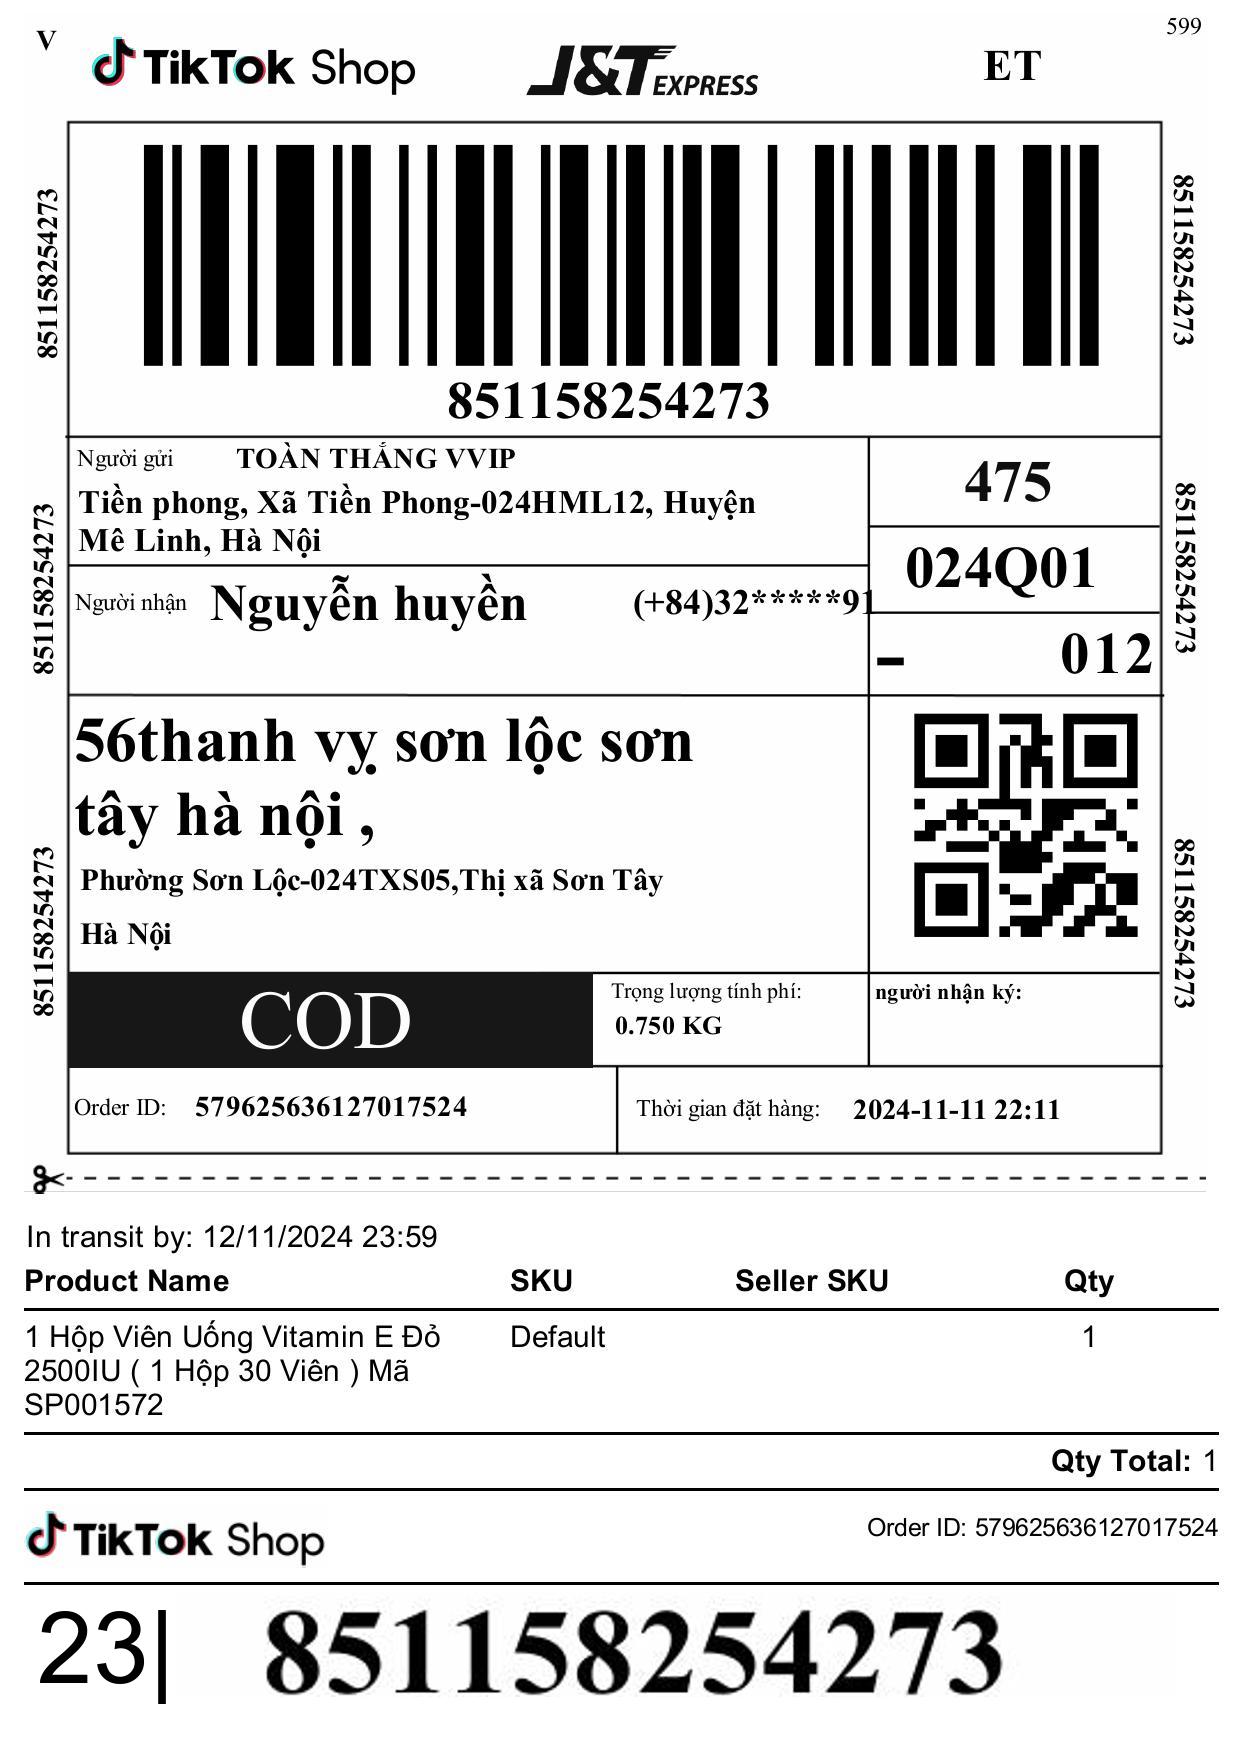 599
V
TikTok Shop
J&T EXPRESS
ET
851158254273
851158254273
851158254273
Người gửi TOÀN THẮNG VVIP
Tiền phong, Xã Tiền Phong-024HML12, Huyện
Mê Linh, Hà Nội
475
024Q01
851158254273
851158254273
Người nhận Nguyễn huyền (+84)32*****91
- 012
56thanh vỵ sơn lộc sơn
tây hà nội ,
Phường Sơn Lộc-024TXS05,Thị xã Sơn Tây
Hà Nội
851158254273
851158254273
COD
Trọng lượng tính phí:
0.750 KG
người nhận ký:
Order ID: 579625636127017524
Thời gian đặt hàng: 2024-11-11 22:11
In transit by: 12/11/2024 23:59
Product Name SKU Seller SKU Qty
1 Hộp Viên Uống Vitamin E Đỏ Default 1
2500IU ( 1 Hộp 30 Viên ) Mã
SP001572
Qty Total: 1
TikTok Shop
Order ID: 579625636127017524
23| 851158254273